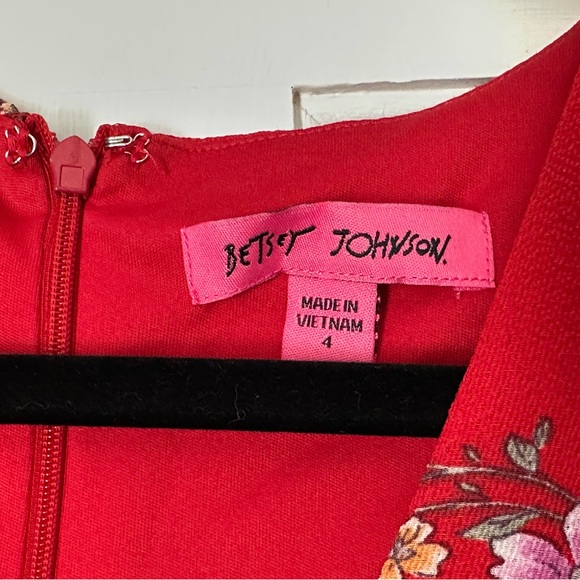 BETSEY JOHNSON.
MADE IN
VIETNAM
4